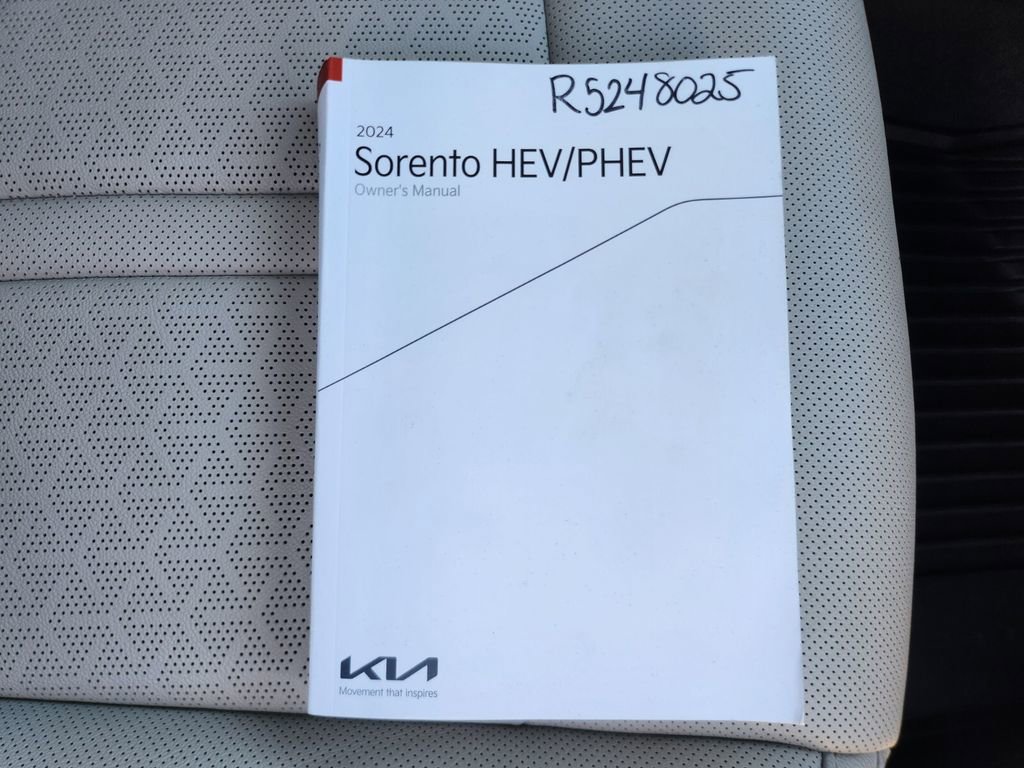 R5248025
2024
Sorento HEV/PHEV
Owner's Manual
KIA
Movement that inspires